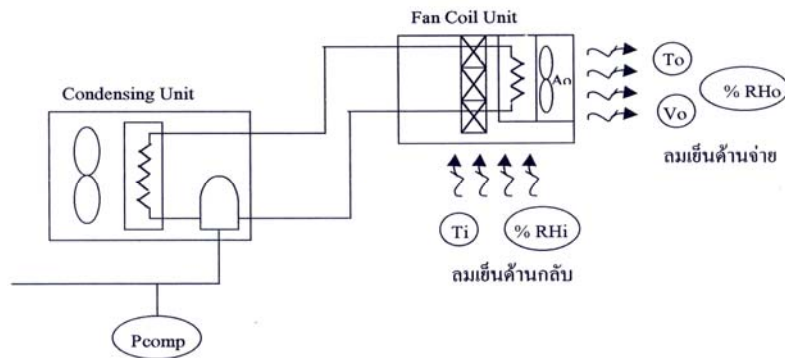 Fan Coil Unit
Condensing Unit
Ao
To
% RHo
Vo
ลมเย็นด้านจ่าย
Ti
% RHi
ลมเย็นด้านกลับ
Pcomp